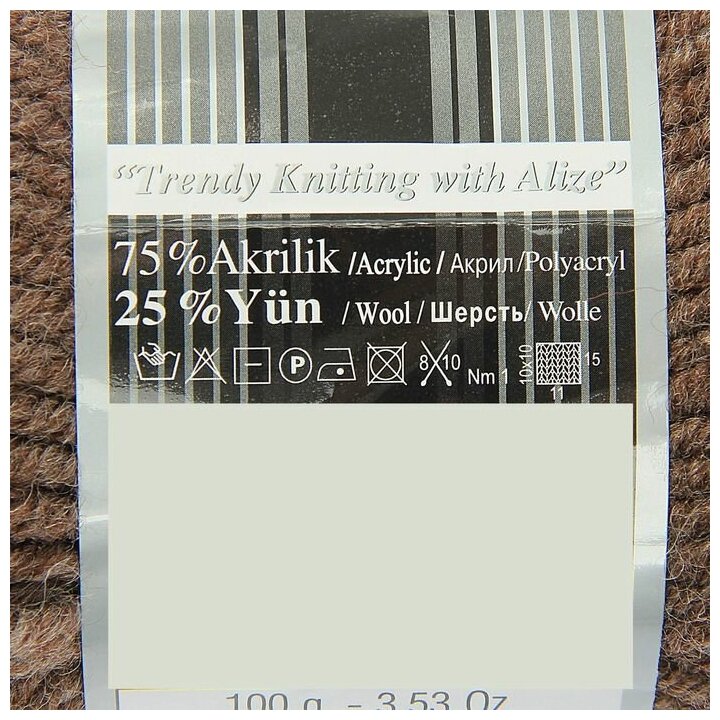 “Trendy Knitting with Alize”
75%Akrilik /Acrylic / Акрил/Polyacryl
25%Yün / Wool / Шерсть/ Wolle
P 8 10 Nm 1 10x10 15
11
100 g - 3.53 Oz